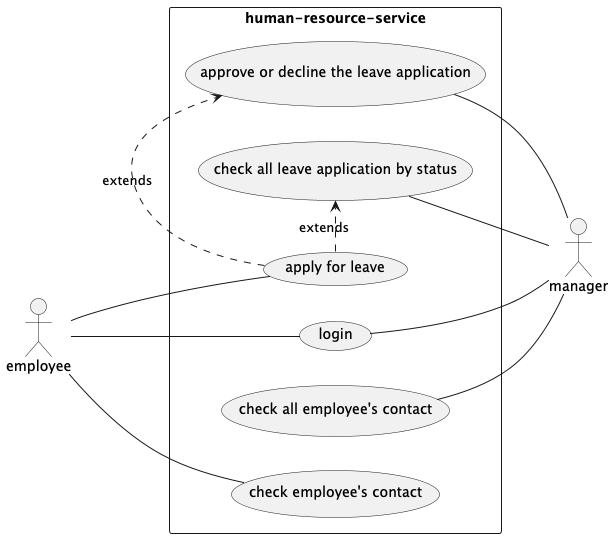 human-resource-service
approve or decline the leave application
check all leave application by status
extends
extends
apply for leave
manager
login
employee
check all employee's contact
check employee's contact